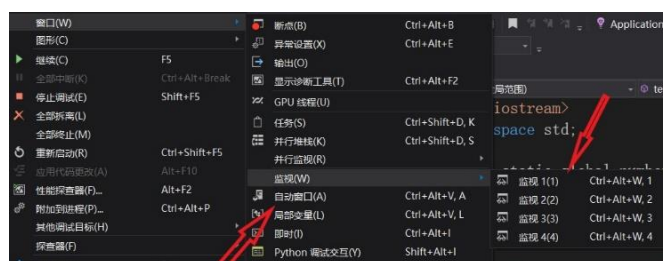 窗口(W)
图形(C)
继续(C) F5
全部中断(K) Ctrl+Alt+Break
停止调试(E) Shift+F5
全部拆离(L)
全部终止(M)
重新启动(R) Ctrl+Shift+F5
应用代码更改(A) Alt+F10
性能探查器(F)... Alt+F2
附加到进程(P)... Ctrl+Alt+P
其他调试目标(H)
探查器(F)
断点(B) Ctrl+Alt+B
异常设置(X) Ctrl+Alt+E
输出(O)
显示诊断工具(T) Ctrl+Alt+F2
GPU 线程(U)
任务(S) Ctrl+Shift+D, K
并行堆栈(K) Ctrl+Shift+D, S
并行监视(R)
监视(W)
自动窗口(A) Ctrl+Alt+V, A
局部变量(L) Ctrl+Alt+V, L
即时(I) Ctrl+Alt+I
Python 调试交互(Y) Shift+Alt+I
Application
局范围)
te
iostream>
space std;
static global number
监视 1(1) Ctrl+Alt+W, 1
监视 2(2) Ctrl+Alt+W, 2
监视 3(3) Ctrl+Alt+W, 3
监视 4(4) Ctrl+Alt+W, 4